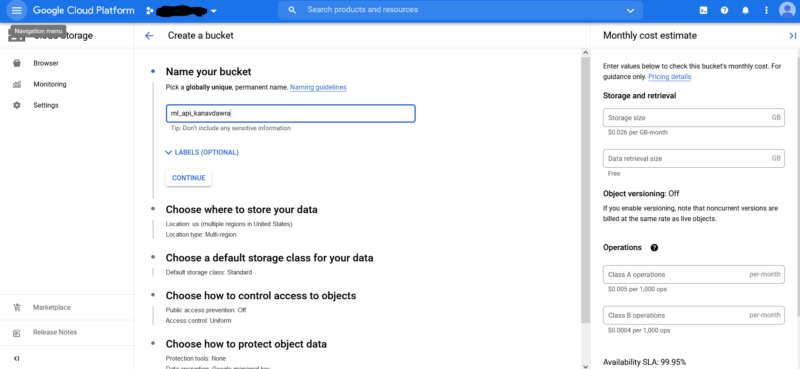 Google Cloud Platform
Search products and resources
Navigation menu
Cloud Storage
Browser
Monitoring
Settings
Marketplace
Release Notes
Create a bucket
Name your bucket
Pick a globally unique, permanent name. Naming guidelines
ml_api_kanavdawra
Tip: Don't include any sensitive information
LABELS (OPTIONAL)
CONTINUE
Choose where to store your data
Location: us (multiple regions in United States)
Location type: Multi-region
Choose a default storage class for your data
Default storage class: Standard
Choose how to control access to objects
Public access prevention: Off
Access control: Uniform
Choose how to protect object data
Protection tools: None
Data encryption: Google-managed key
Monthly cost estimate
Enter values below to check this bucket's monthly cost. For
guidance only. Pricing details
Storage and retrieval
Storage size GB
$0.026 per GB-month
Data retrieval size GB
Free
Object versioning: Off
If you enable versioning, note that noncurrent versions are
billed at the same rate as live objects.
Operations
Class A operations per-month
$0.005 per 1,000 ops
Class B operations per-month
$0.0004 per 1,000 ops
Availability SLA: 99.95%